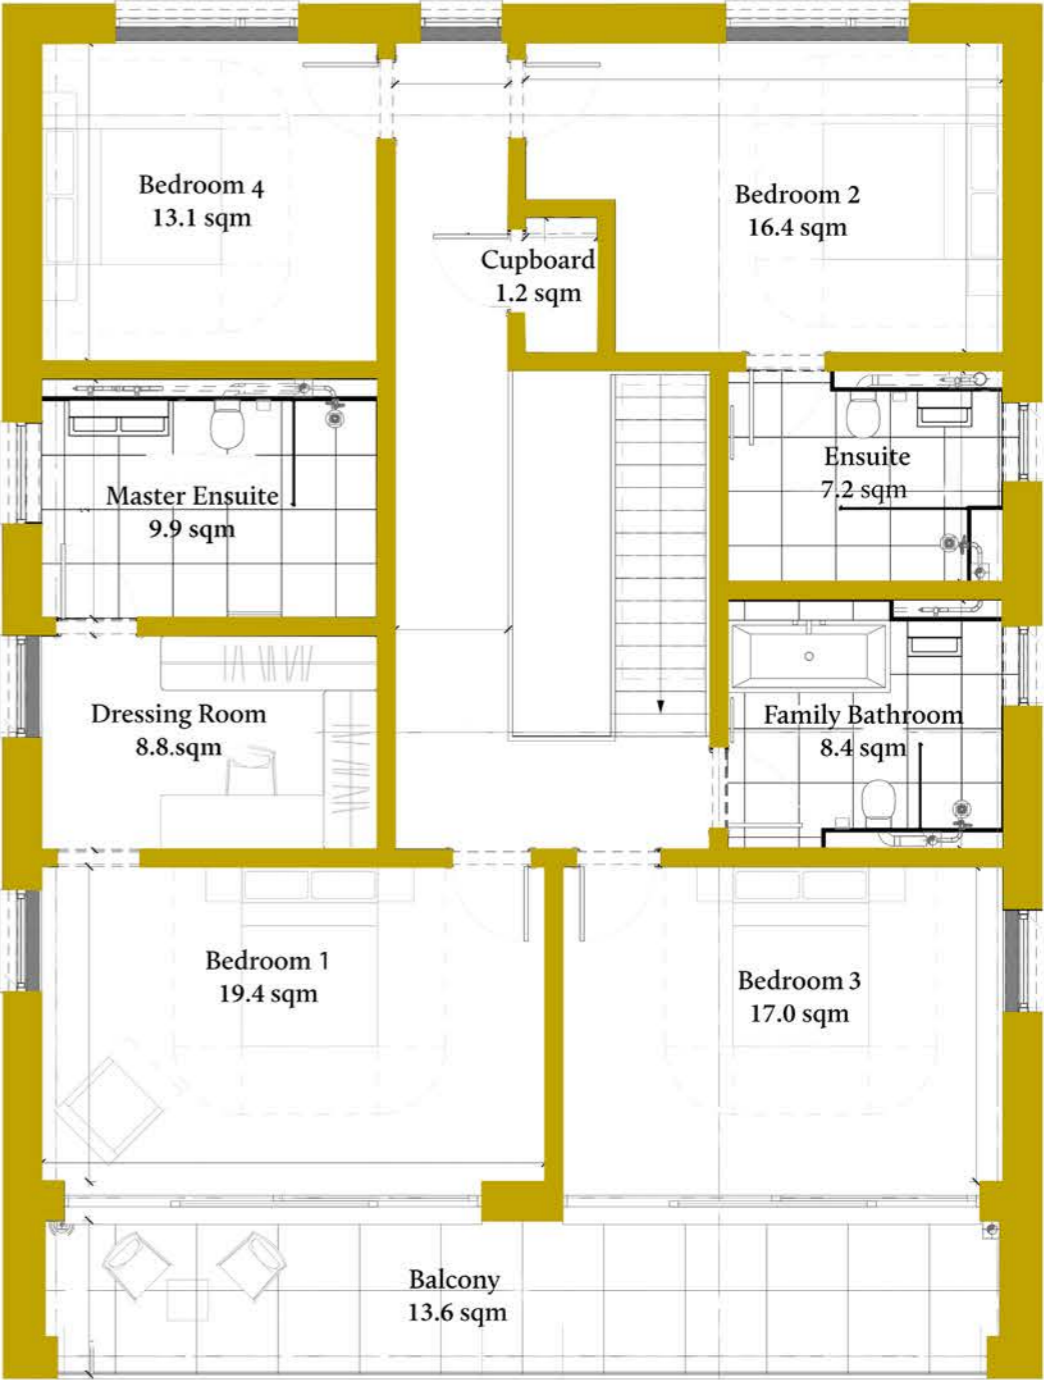 Bedroom 4
13.1 sqm
Bedroom 2
16.4 sqm
Cupboard
1.2 sqm
Master Ensuite
9.9 sqm
Ensuite
7.2 sqm
Dressing Room
8.8.sqm
Family Bathroom
8.4 sqm
Bedroom 1
19.4 sqm
Bedroom 3
17.0 sqm
Balcony
13.6 sqm